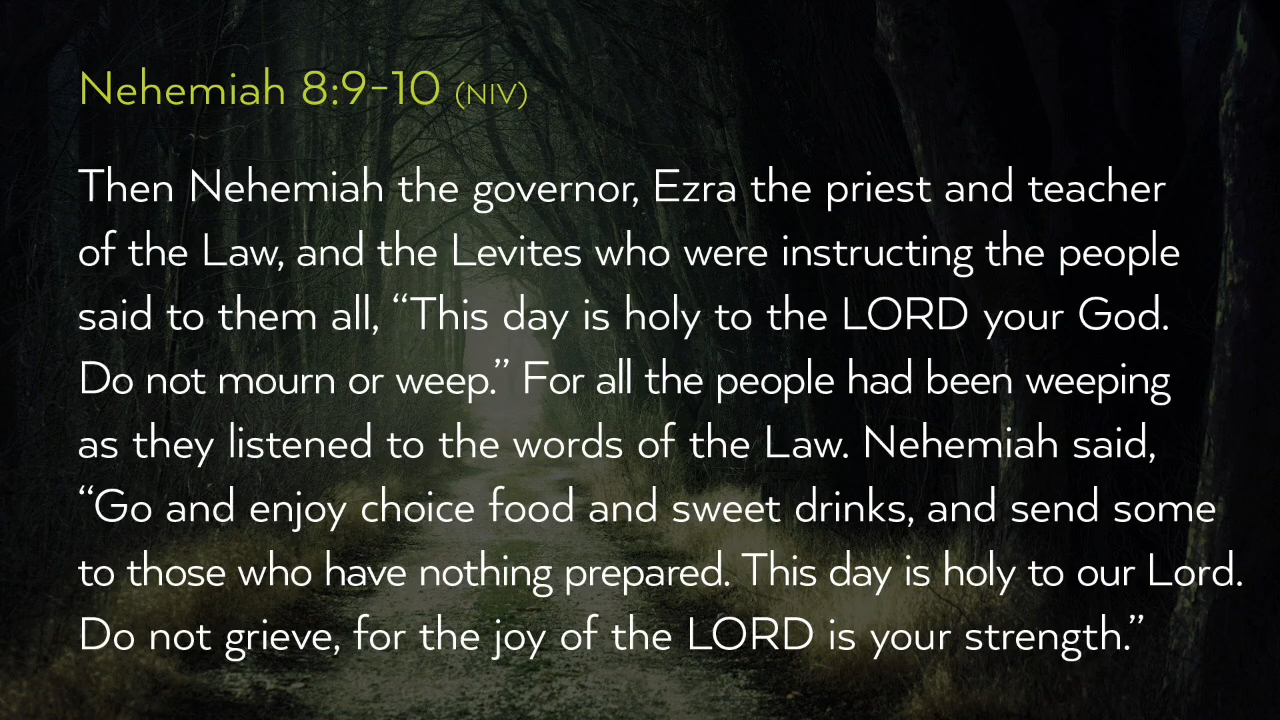 Nehemiah 8:9-10 (NIV)
Then Nehemiah the governor, Ezra the priest and teacher
of the Law, and the Levites who were instructing the people
said to them all, “This day is holy to the LORD your God.
Do not mourn or weep.” For all the people had been weeping
as they listened to the words of the Law. Nehemiah said,
“Go and enjoy choice food and sweet drinks, and send some
to those who have nothing prepared. This day is holy to our Lord.
Do not grieve, for the joy of the LORD is your strength.”